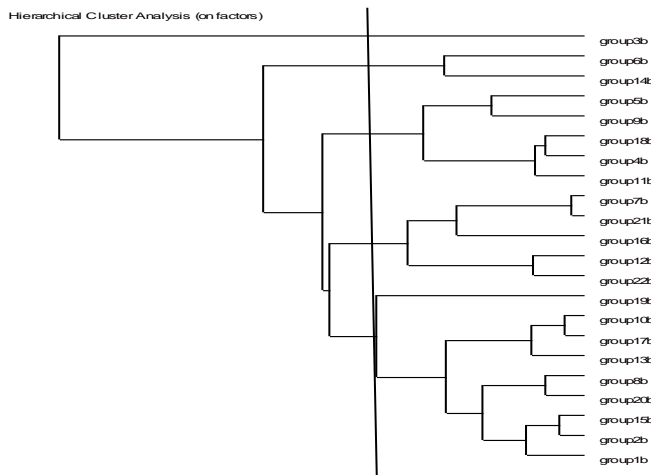 Hierarchical Cluster Analysis (on factors)
group3b
group6b
group14b
group5b
group9b
group18b
group4b
group11b
group7b
group21b
group16b
group12b
group22b
group19b
group10b
group17b
group13b
group8b
group20b
group15b
group2b
group1b